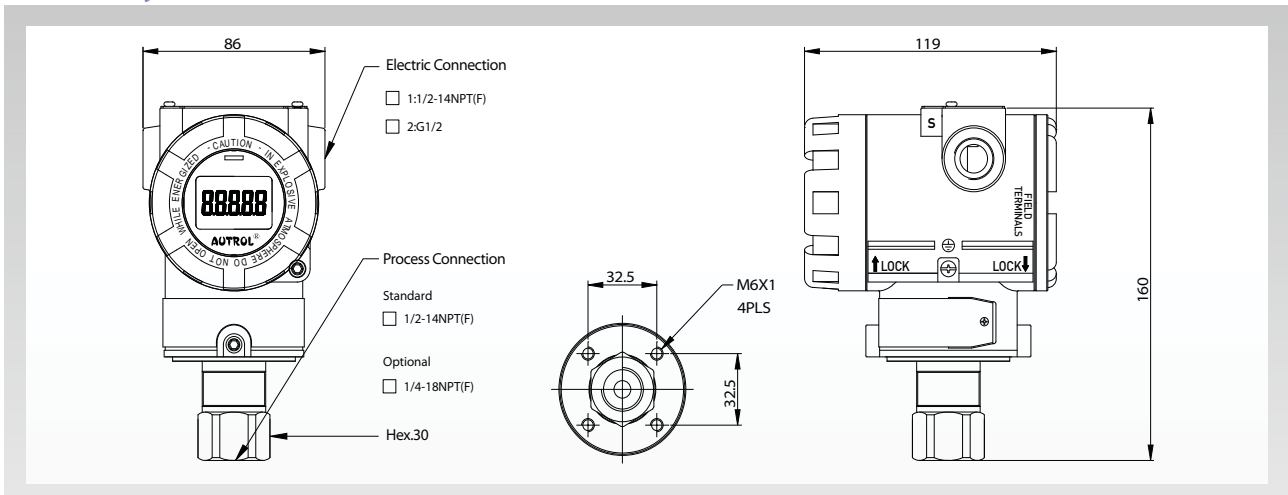 86
Electric Connection
1:1/2-14NPT(F)
2:G1/2
- CAUTION - IN EXPLOSIVE ATMOSPHERE DO NOT OPEN WHILE ENERGIZED
88888
AUTROL®
Process Connection
Standard
1/2-14NPT(F)
Optional
1/4-18NPT(F)
Hex.30
32.5
M6X1
4PLS
32.5
119
S
FIELD
TERMINALS
LOCK
LOCK
160